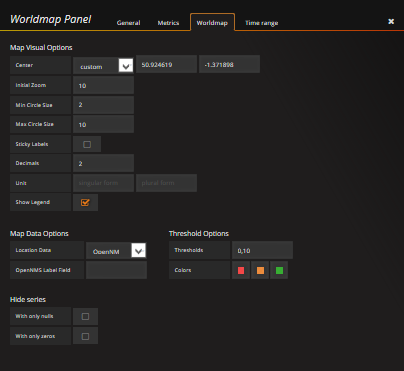 Worldmap Panel General Metrics Worldmap Time range
Map Visual Options
Center custom 50.924619 -1.371898
Initial Zoom 10
Min Circle Size 2
Max Circle Size 10
Sticky Labels
Decimals 2
Unit singular form plural form
Show Legend
Map Data Options Threshold Options
Location Data OpenNM Thresholds 0,10
OpenNMS Label Field Colors
Hide series
With only nulls
With only zeros